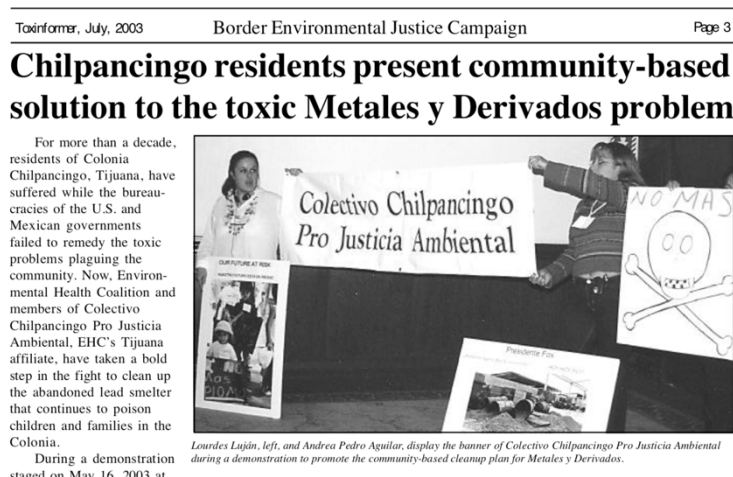 Toxinformer, July, 2003
Border Environmental Justice Campaign
Page 3
Chilpancingo residents present community-based
solution to the toxic Metales y Derivados problem
For more than a decade,
residents of Colonia
Chilpancingo, Tijuana, have
suffered while the bureau-
cracies of the U.S. and
Mexican governments
failed to remedy the toxic
problems plaguing the
community. Now, Environ-
mental Health Coalition and
members of Colectivo
Chilpancingo Pro Justicia
Ambiental, EHC's Tijuana
affiliate, have taken a bold
step in the fight to clean up
the abandoned lead smelter
that continues to poison
children and families in the
Colonia.
During a demonstration
staged on May 16, 2003 at
Colectivo Chilpancingo
Pro Justicia Ambiental
NO MAS
OUR FUTURE AT RISK
Presidente Fox
Lourdes Luján, left, and Andrea Pedro Aguilar, display the banner of Colectivo Chilpancingo Pro Justicia Ambiental
during a demonstration to promote the community-based cleanup plan for Metales y Derivados.